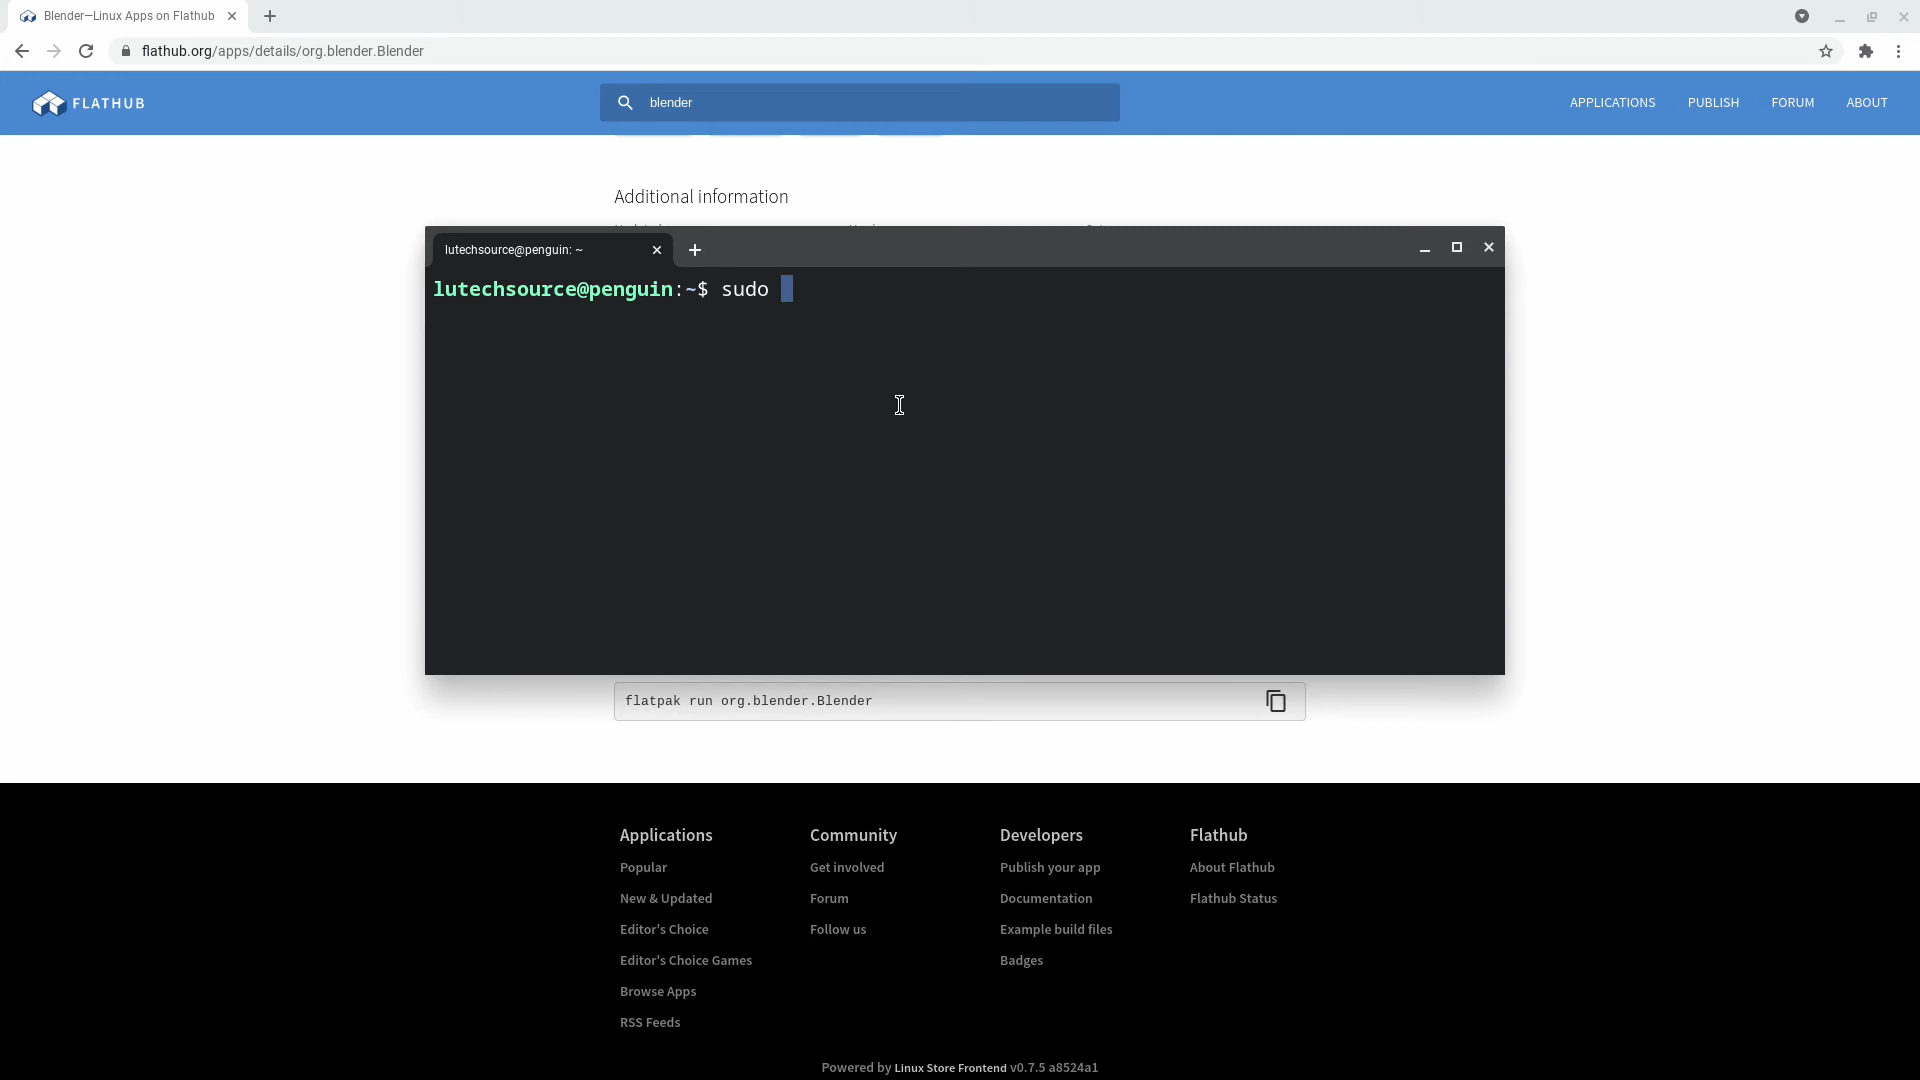 Blender—Linux Apps on Flathub
flathub.org/apps/details/org.blender.Blender
FLATHUB
blender
APPLICATIONS PUBLISH FORUM ABOUT
Additional information
lutechsource@penguin: ~
lutechsource@penguin:~$ sudo
flatpak run org.blender.Blender
Applications Community Developers Flathub
Popular Get involved Publish your app About Flathub
New & Updated Forum Documentation Flathub Status
Editor's Choice Follow us Example build files
Editor's Choice Games Badges
Browse Apps
RSS Feeds
Powered by Linux Store Frontend v0.7.5 a8524a1